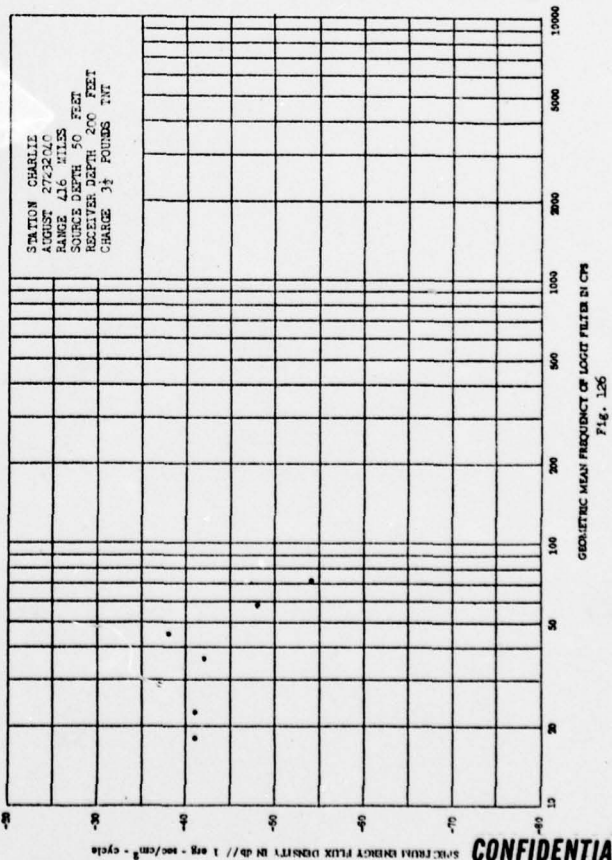 STATION CHARLIE
AUGUST 27232040
RANGE 416 MILES
SOURCE DEPTH 50 FEET
RECEIVER DEPTH 200 FEET
CHARGE 3½ POUNDS TNT
-20
-30
-40
-50
-60
-70
-80
SPECTRUM ENERGY FLUX DENSITY IN db // 1 erg - sec/cm² - cycle
10
20
50
100
200
500
1000
2000
5000
10000
GEOMETRIC MEAN FREQUENCY OF LOGIT FILTER IN CPS
Fig. 126
CONFIDENTIA